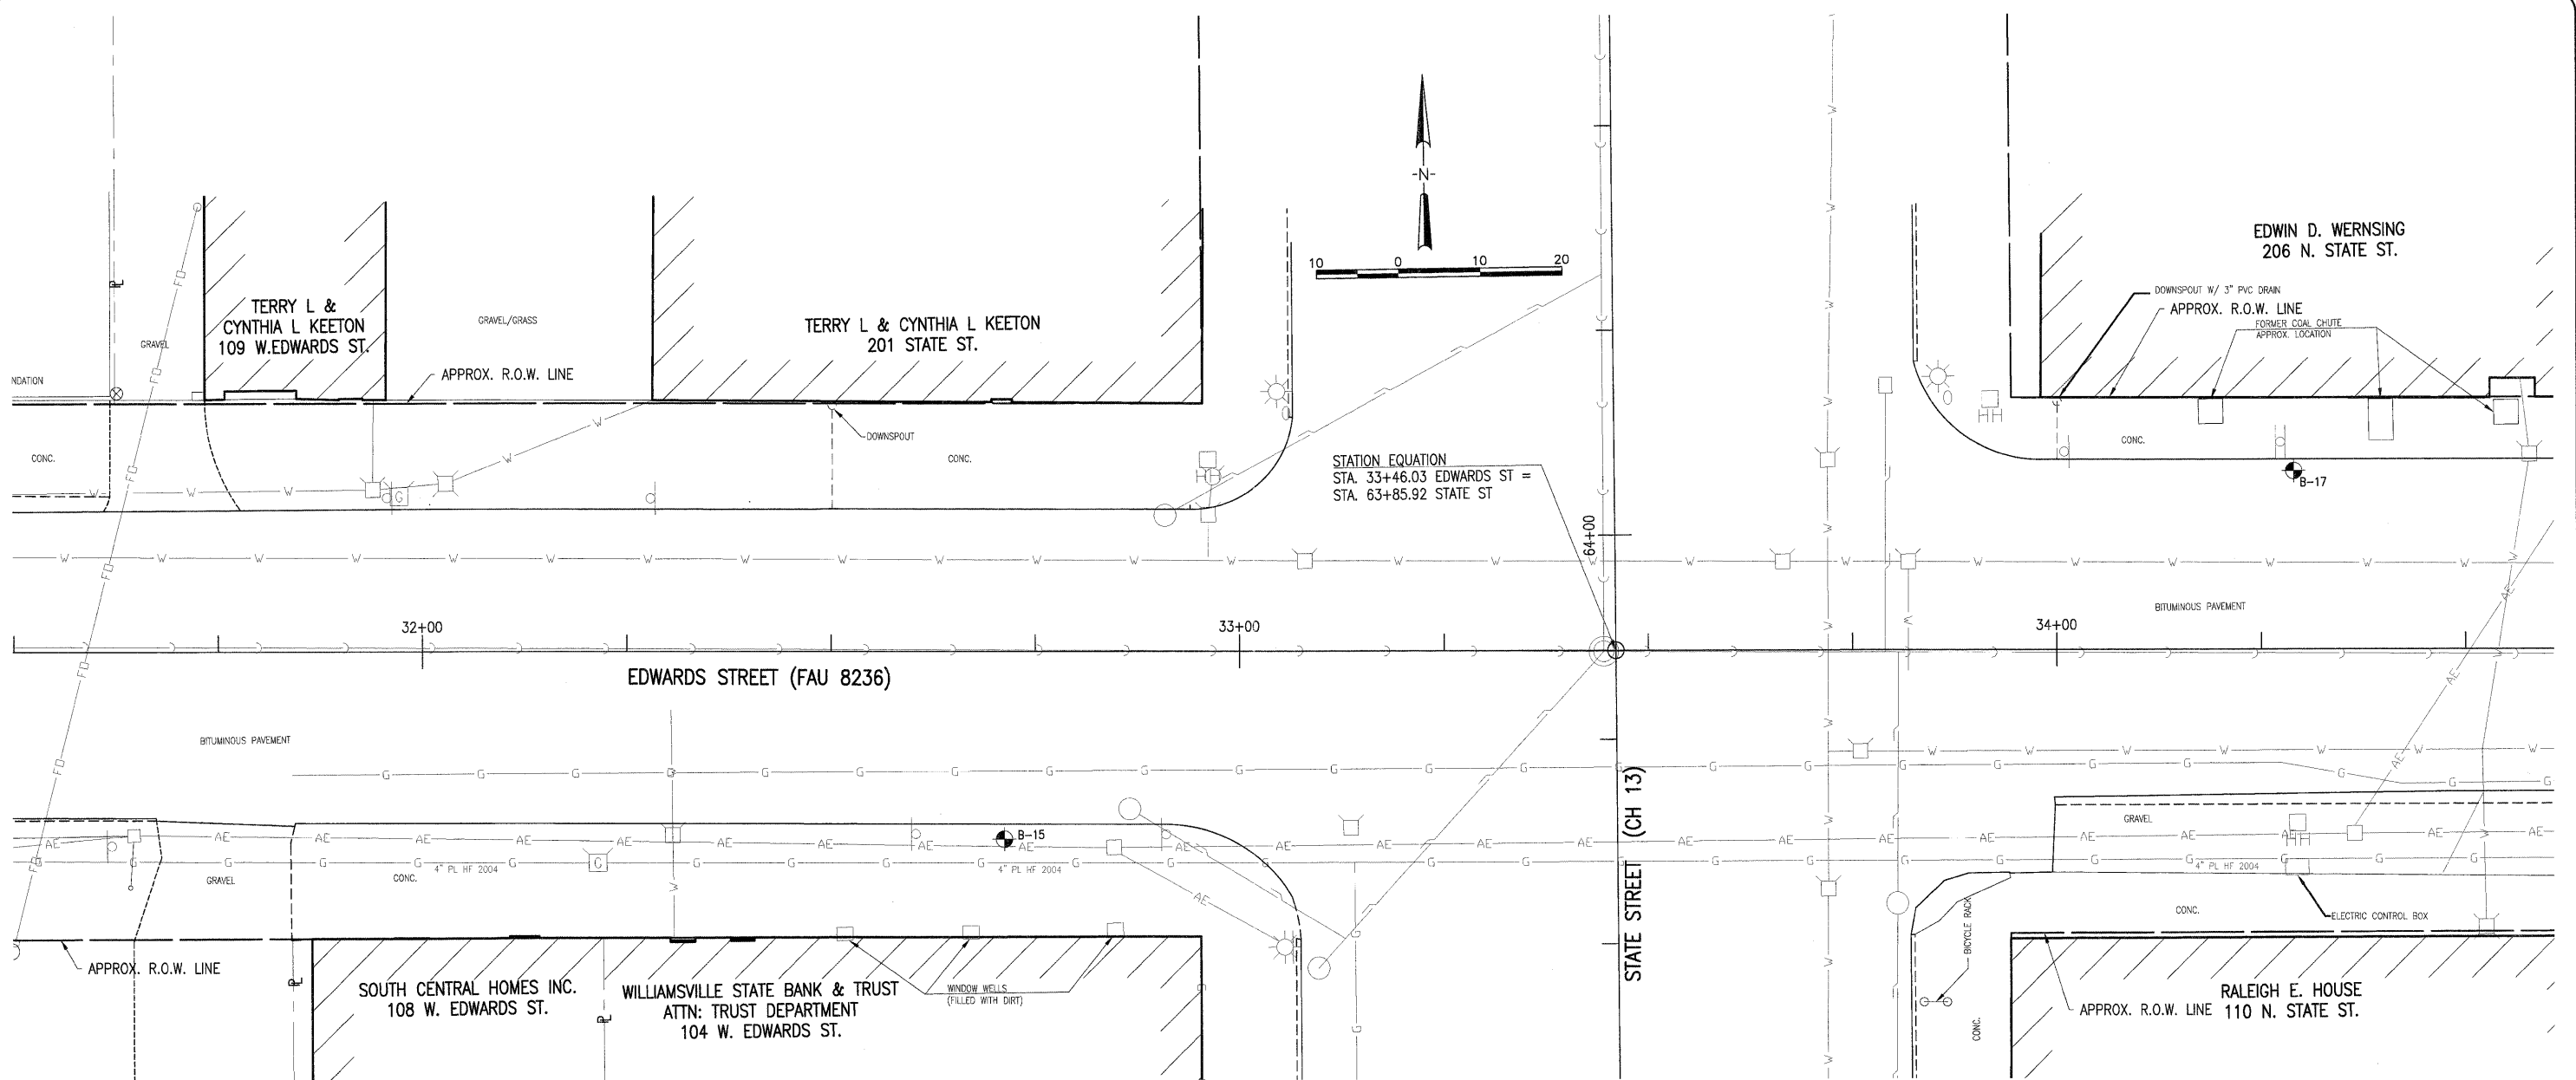 -N-
10 0 10 20
EDWIN D. WERNSING
206 N. STATE ST.
DOWNSPOUT W/ 3" PVC DRAIN
APPROX. R.O.W. LINE
FORMER COAL CHUTE
APPROX. LOCATION
TERRY L &
CYNTHIA L KEETON
109 W.EDWARDS ST.
GRAVEL
GRAVEL/GRASS
TERRY L & CYNTHIA L KEETON
201 STATE ST.
APPROX. R.O.W. LINE
NDATION
DOWNSPOUT
CONC.
CONC.
CONC.
STATION EQUATION
STA. 33+46.03 EDWARDS ST =
STA. 63+85.92 STATE ST
HH
HH
B-17
64+00
BITUMINOUS PAVEMENT
32+00
33+00
34+00
EDWARDS STREET (FAU 8236)
BITUMINOUS PAVEMENT
STATE STREET (CH 13)
B-15
GRAVEL
HH
4" PL HF 2004
4" PL HF 2004
4" PL HF 2004
GRAVEL
CONC.
CONC.
ELECTRIC CONTROL BOX
BICYCLE RACK
CONC.
APPROX. R.O.W. LINE
SOUTH CENTRAL HOMES INC.
108 W. EDWARDS ST.
WILLIAMSVILLE STATE BANK & TRUST
ATTN: TRUST DEPARTMENT
104 W. EDWARDS ST.
WINDOW WELLS
(FILLED WITH DIRT)
RALEIGH E. HOUSE
110 N. STATE ST.
APPROX. R.O.W. LINE